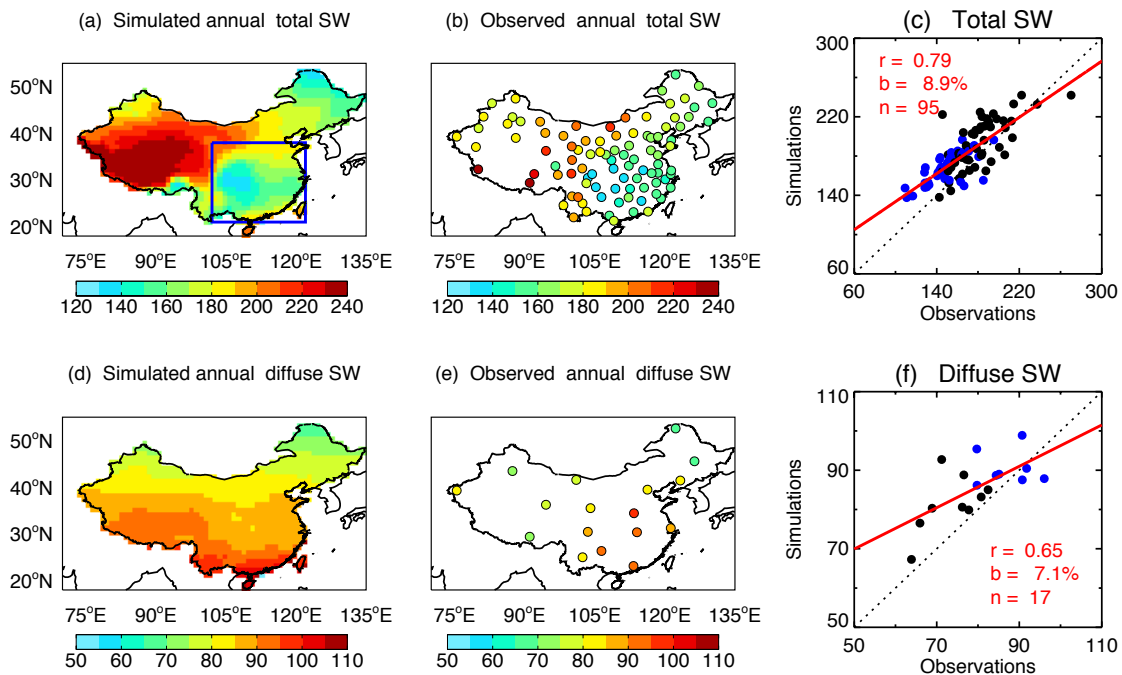 (a) Simulated annual total SW
(b) Observed annual total SW
(c) Total SW
50°N
40°N
30°N
20°N
75°E 90°E 105°E 120°E 135°E
120 140 160 180 200 220 240
75°E 90°E 105°E 120°E 135°E
120 140 160 180 200 220 240
300
220
140
60
Simulations
r = 0.79
b = 8.9%
n = 95
60 140 220 300
Observations
(d) Simulated annual diffuse SW
(e) Observed annual diffuse SW
(f) Diffuse SW
50°N
40°N
30°N
20°N
75°E 90°E 105°E 120°E 135°E
50 60 70 80 90 100 110
75°E 90°E 105°E 120°E 135°E
50 60 70 80 90 100 110
110
90
70
50
Simulations
r = 0.65
b = 7.1%
n = 17
50 70 90 110
Observations